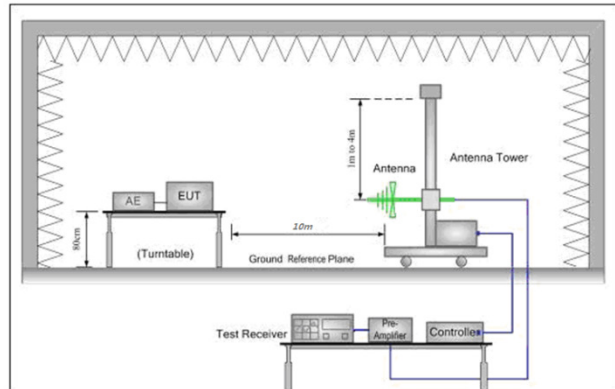 1m to 4m
Antenna
Antenna Tower
AE
EUT
80cm
(Turntable)
10m
Ground Reference Plane
Test Receiver
Pre-
Amplifier
Controller